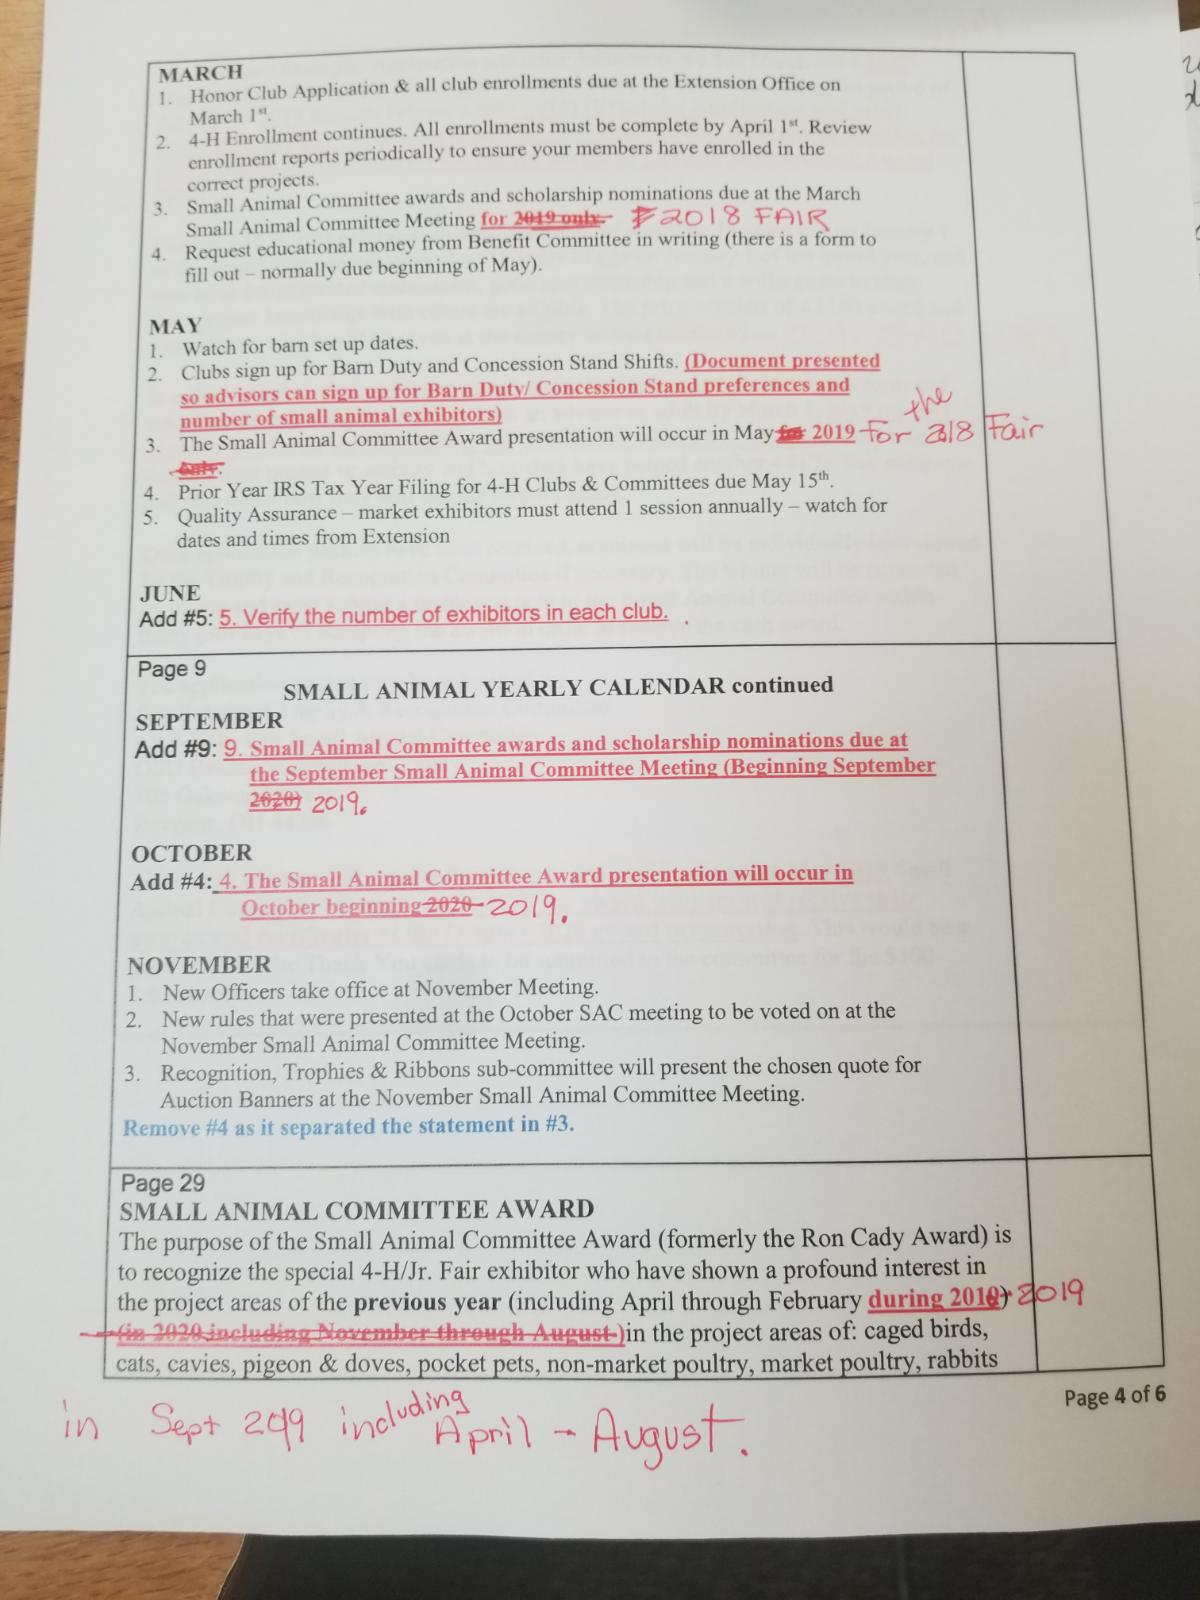 MARCH
1. Honor Club Application & all club enrollments due at the Extension Office on
March 1st.
2. 4-H Enrollment continues. All enrollments must be complete by April 1st. Review
enrollment reports periodically to ensure your members have enrolled in the
correct projects.
3. Small Animal Committee awards and scholarship nominations due at the March
Small Animal Committee Meeting for 2019 only. 2018 FAIR
4. Request educational money from Benefit Committee in writing (there is a form to
fill out – normally due beginning of May).
MAY
1. Watch for barn set up dates.
2. Clubs sign up for Barn Duty and Concession Stand Shifts. (Document presented
so advisors can sign up for Barn Duty/ Concession Stand preferences and
number of small animal exhibitors)
the
3. The Small Animal Committee Award presentation will occur in May for 2019 for 2018 Fair
only.
4. Prior Year IRS Tax Year Filing for 4-H Clubs & Committees due May 15th.
5. Quality Assurance – market exhibitors must attend 1 session annually – watch for
dates and times from Extension
JUNE
Add #5: 5. Verify the number of exhibitors in each club.
Page 9
SMALL ANIMAL YEARLY CALENDAR continued
SEPTEMBER
Add #9: 9. Small Animal Committee awards and scholarship nominations due at
the September Small Animal Committee Meeting (Beginning September
2020) 2019.
OCTOBER
Add #4: 4. The Small Animal Committee Award presentation will occur in
October beginning 2020 2019.
NOVEMBER
1. New Officers take office at November Meeting.
2. New rules that were presented at the October SAC meeting to be voted on at the
November Small Animal Committee Meeting.
3. Recognition, Trophies & Ribbons sub-committee will present the chosen quote for
Auction Banners at the November Small Animal Committee Meeting.
Remove #4 as it separated the statement in #3.
Page 29
SMALL ANIMAL COMMITTEE AWARD
The purpose of the Small Animal Committee Award (formerly the Ron Cady Award) is
to recognize the special 4-H/Jr. Fair exhibitor who have shown a profound interest in
the project areas of the previous year (including April through February during 2018) 2019
(in 2020 including November through August )in the project areas of: caged birds,
cats, cavies, pigeon & doves, pocket pets, non-market poultry, market poultry, rabbits
Page 4 of 6
in Sept 2019 including April - August.